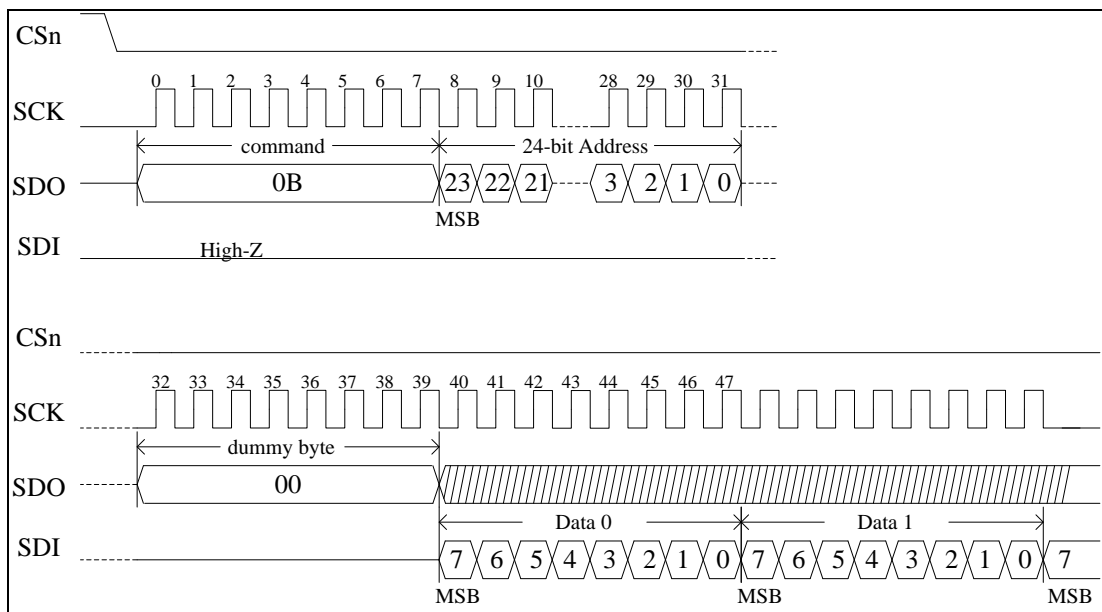 CSn
0 1 2 3 4 5 6 7 8 9 10 28 29 30 31
SCK
command 24-bit Address
SDO 0B 23 22 21 3 2 1 0
MSB
SDI High-Z
CSn
32 33 34 35 36 37 38 39 40 41 42 43 44 45 46 47
SCK
dummy byte
SDO 00
Data 0 Data 1
SDI 7 6 5 4 3 2 1 0 7 6 5 4 3 2 1 0 7
MSB MSB MSB